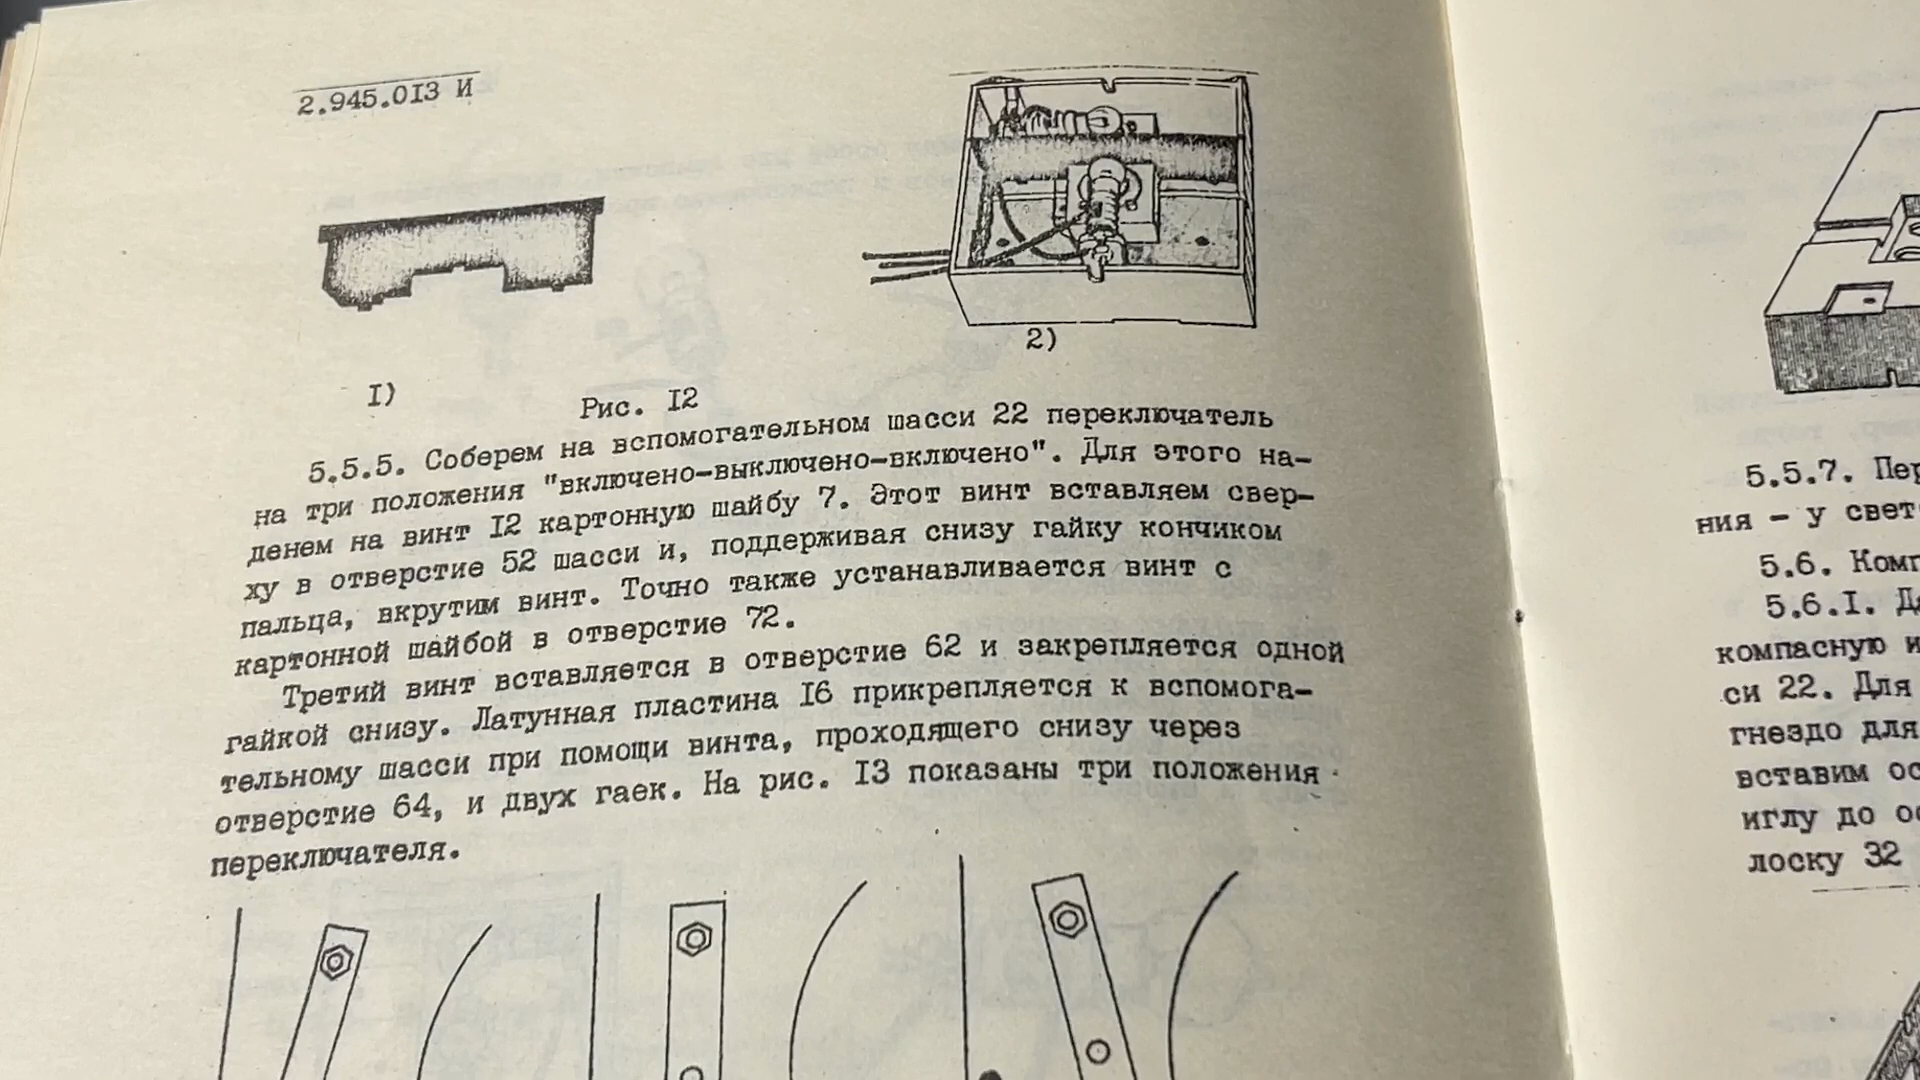 2.945.013 И
2)
I)
Рис. I2
5.5.5. Соберем на вспомогательном шасси 22 переключатель
на три положения "включено-выключено-включено". Для этого на-
денем на винт I2 картонную шайбу 7. Этот винт вставляем свер-
ху в отверстие 52 шасси и, поддерживая снизу гайку кончиком
пальца, вкрутим винт. Точно также устанавливается винт с
картонной шайбой в отверстие 72.
Третий винт вставляется в отверстие 62 и закрепляется одной
гайкой снизу. Латунная пластина I6 прикрепляется к вспомога-
тельному шасси при помощи винта, проходящего снизу через
отверстие 64, и двух гаек. На рис. I3 показаны три положения
переключателя.
5.5.7.
ния - у
5.6.
5.6.I.
компасную
си 22. Для
гнездо для
вставим
иглу до
лоску 32